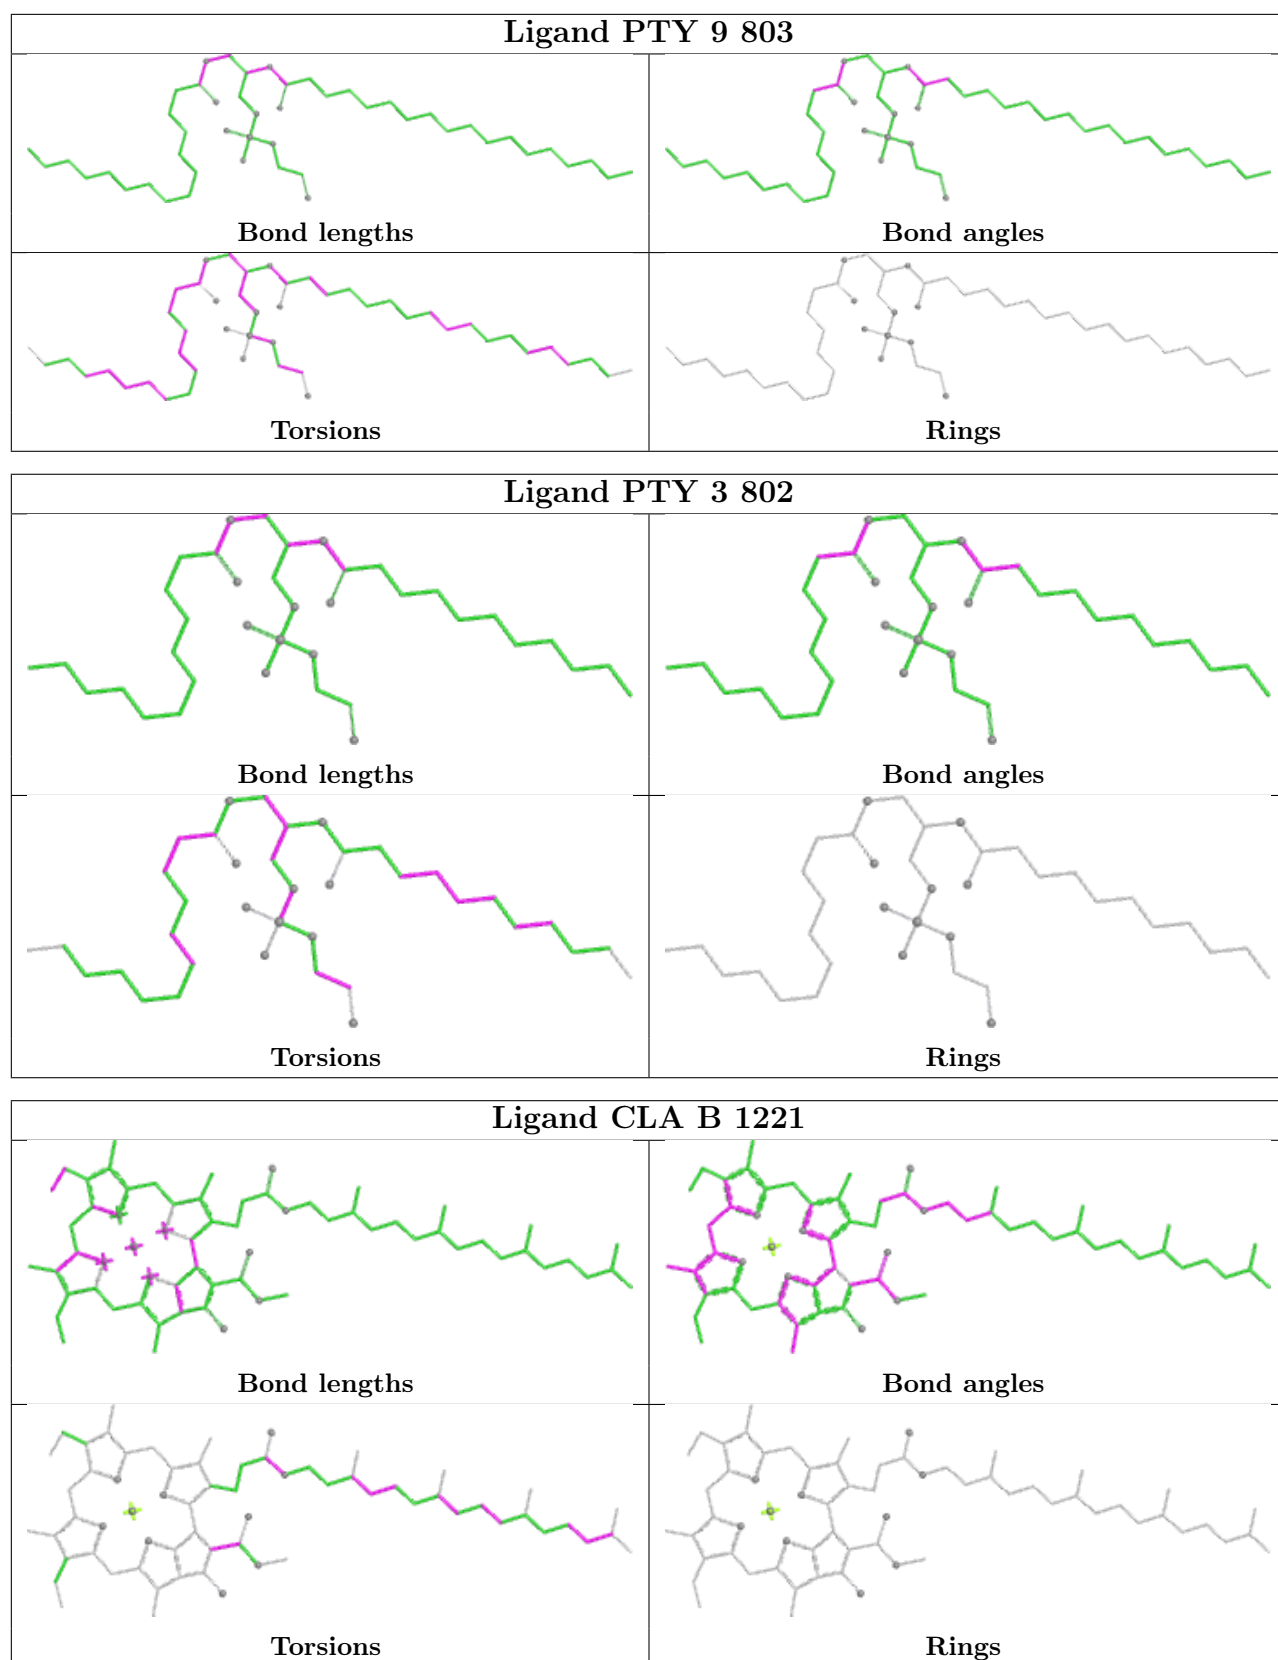 Ligand PTY 9 803
Bond lengths
Bond angles
Torsions
Rings
Ligand PTY 3 802
Bond lengths
Bond angles
Torsions
Rings
Ligand CLA B 1221
Bond lengths
Bond angles
Torsions
Rings